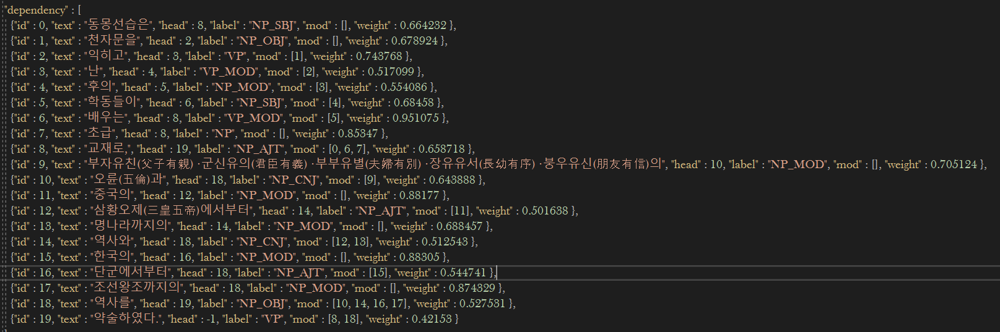 "dependency" : [
{"id" : 0, "text" : "동몽선습은", "head" : 8, "label" : "NP_SBJ", "mod" : [], "weight" : 0.664232 },
{"id" : 1, "text" : "천자문을", "head" : 2, "label" : "NP_OBJ", "mod" : [], "weight" : 0.678924 },
{"id" : 2, "text" : "익히고", "head" : 3, "label" : "VP", "mod" : [1], "weight" : 0.743768 },
{"id" : 3, "text" : "난", "head" : 4, "label" : "VP_MOD", "mod" : [2], "weight" : 0.517099 },
{"id" : 4, "text" : "후의", "head" : 5, "label" : "NP_MOD", "mod" : [3], "weight" : 0.554086 },
{"id" : 5, "text" : "학동들이", "head" : 6, "label" : "NP_SBJ", "mod" : [4], "weight" : 0.68458 },
{"id" : 6, "text" : "배우는", "head" : 8, "label" : "VP_MOD", "mod" : [5], "weight" : 0.951075 },
{"id" : 7, "text" : "초급", "head" : 8, "label" : "NP", "mod" : [], "weight" : 0.85347 },
{"id" : 8, "text" : "교재로,", "head" : 19, "label" : "NP_AJT", "mod" : [0, 6, 7], "weight" : 0.658718 },
{"id" : 9, "text" : "부자유친(父子有親) ·군신유의(君臣有義) ·부부유별(夫婦有別) ·장유유서(長幼有序) ·붕우유신(朋友有信)의", "head" : 10, "label" : "NP_MOD", "mod" : [], "weight" : 0.705124 },
{"id" : 10, "text" : "오륜(五倫)과", "head" : 18, "label" : "NP_CNJ", "mod" : [9], "weight" : 0.643888 },
{"id" : 11, "text" : "중국의", "head" : 12, "label" : "NP_MOD", "mod" : [], "weight" : 0.88177 },
{"id" : 12, "text" : "삼황오제(三皇五帝)에서부터", "head" : 14, "label" : "NP_AJT", "mod" : [11], "weight" : 0.501638 },
{"id" : 13, "text" : "명나라까지의", "head" : 14, "label" : "NP_MOD", "mod" : [], "weight" : 0.688457 },
{"id" : 14, "text" : "역사와", "head" : 18, "label" : "NP_CNJ", "mod" : [12, 13], "weight" : 0.512543 },
{"id" : 15, "text" : "한국의", "head" : 16, "label" : "NP_MOD", "mod" : [], "weight" : 0.88305 },
{"id" : 16, "text" : "단군에서부터", "head" : 18, "label" : "NP_AJT", "mod" : [15], "weight" : 0.544741 },
{"id" : 17, "text" : "조선왕조까지의", "head" : 18, "label" : "NP_MOD", "mod" : [], "weight" : 0.874329 },
{"id" : 18, "text" : "역사를", "head" : 19, "label" : "NP_OBJ", "mod" : [10, 14, 16, 17], "weight" : 0.527531 },
{"id" : 19, "text" : "약술하였다.", "head" : -1, "label" : "VP", "mod" : [8, 18], "weight" : 0.42153 }